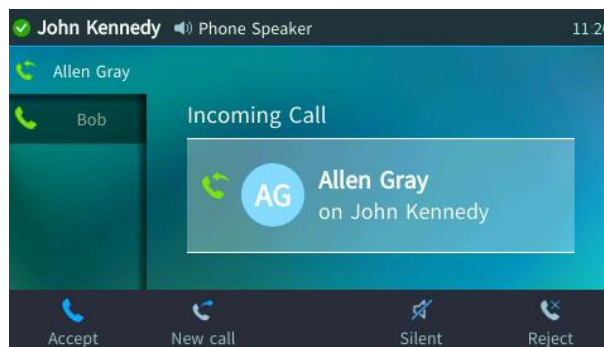 John Kennedy Phone Speaker
Allen Gray
Bob
Incoming Call
AG
Allen Gray
on John Kennedy
Accept New call Silent Reject